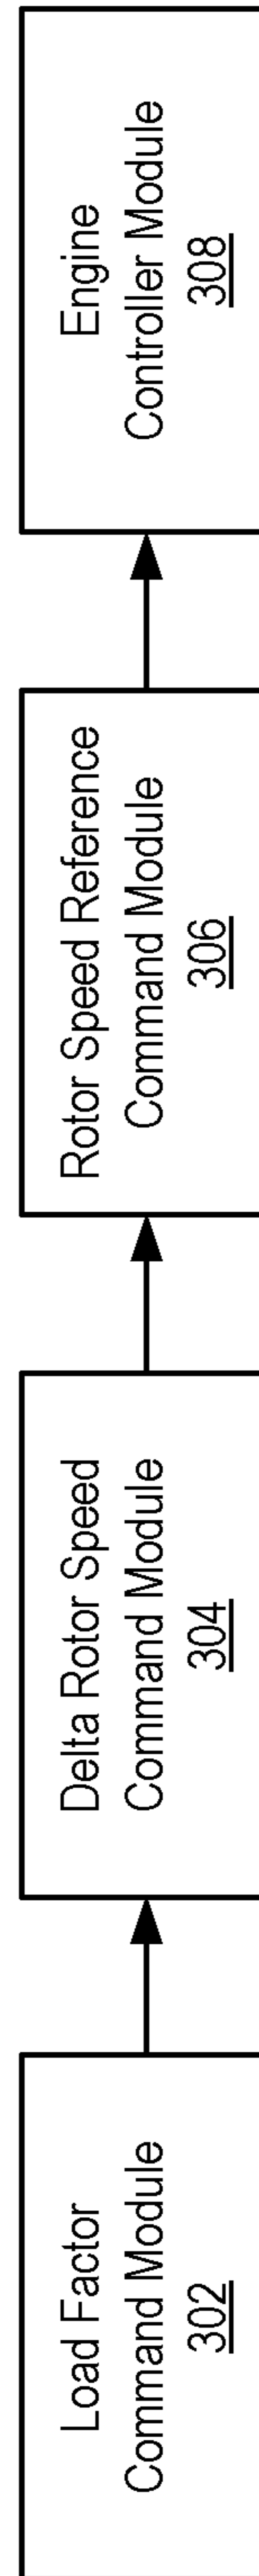 Load Factor
Command Module
302
Delta Rotor Speed
Command Module
304
Rotor Speed Reference
Command Module
306
Engine
Controller Module
308